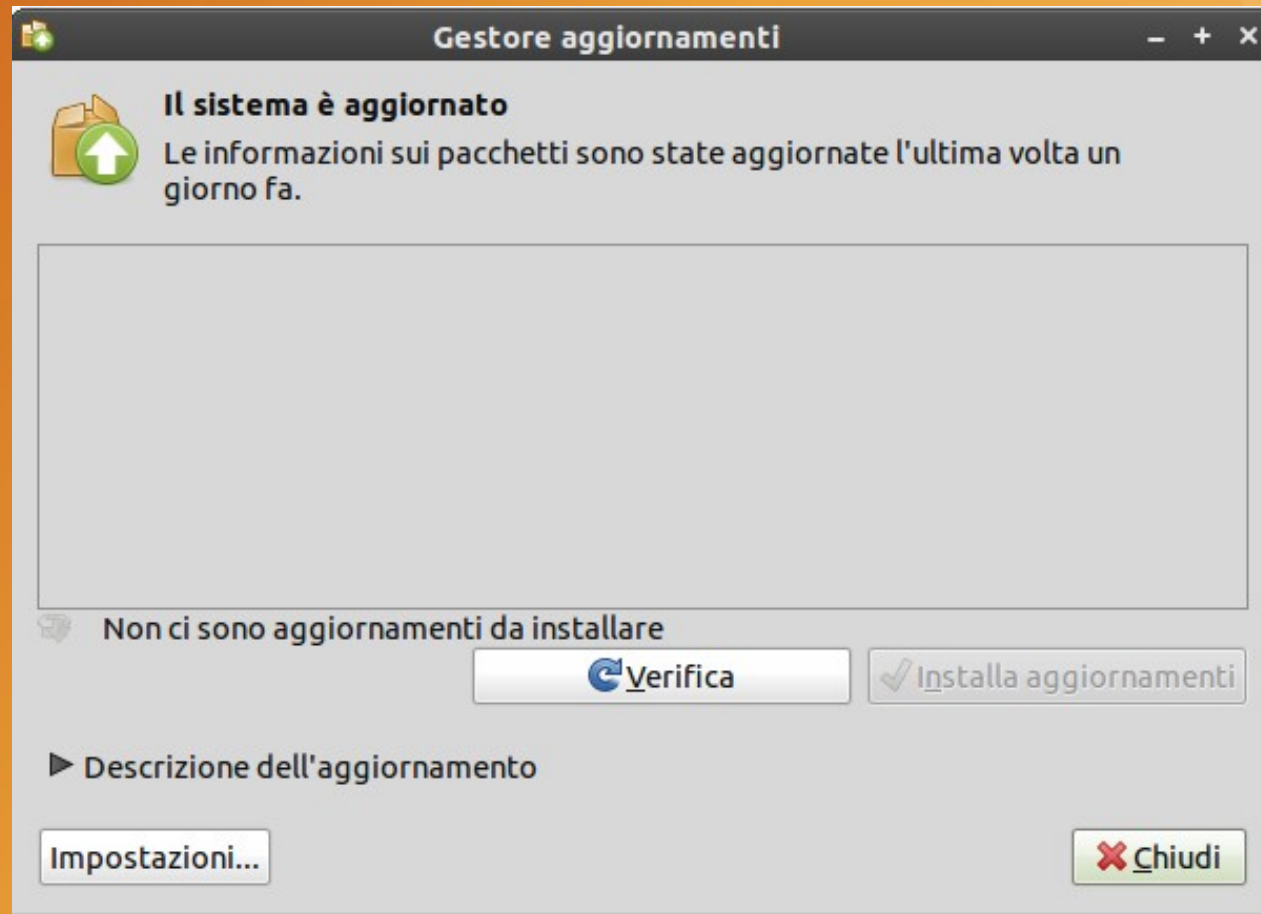 Gestore aggiornamenti
Il sistema è aggiornato
Le informazioni sui pacchetti sono state aggiornate l'ultima volta un
giorno fa.
Non ci sono aggiornamenti da installare
Verifica
Installa aggiornamenti
Descrizione dell'aggiornamento
Impostazioni...
Chiudi